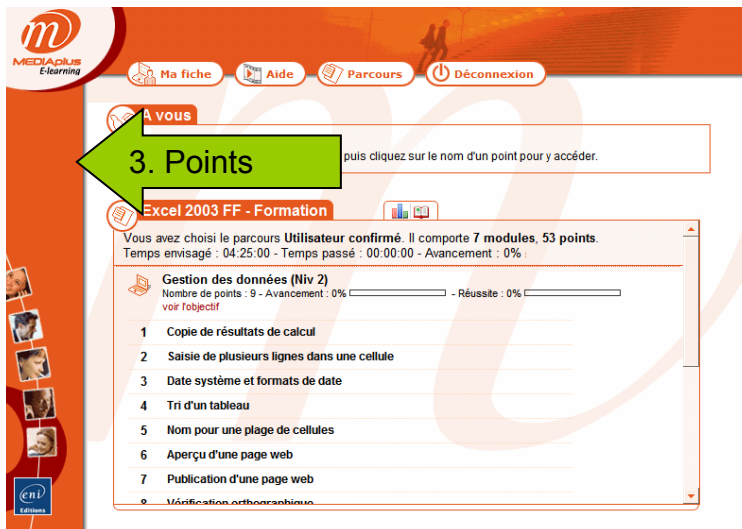 m
MEDIAplus
E-learning
Ma fiche
Aide
Parcours
Déconnexion
A vous
3. Points
puis cliquez sur le nom d'un point pour y accéder.
Excel 2003 FF - Formation
Vous avez choisi le parcours Utilisateur confirmé. Il comporte 7 modules, 53 points.
Temps envisagé : 04:25:00 - Temps passé : 00:00:00 - Avancement : 0%
Gestion des données (Niv 2)
Nombre de points : 9 - Avancement : 0% - Réussite : 0%
voir l'objectif
1 Copie de résultats de calcul
2 Saisie de plusieurs lignes dans une cellule
3 Date système et formats de date
4 Tri d'un tableau
5 Nom pour une plage de cellules
6 Aperçu d'une page web
7 Publication d'une page web
8 Vérification orthographique
eni
Editions